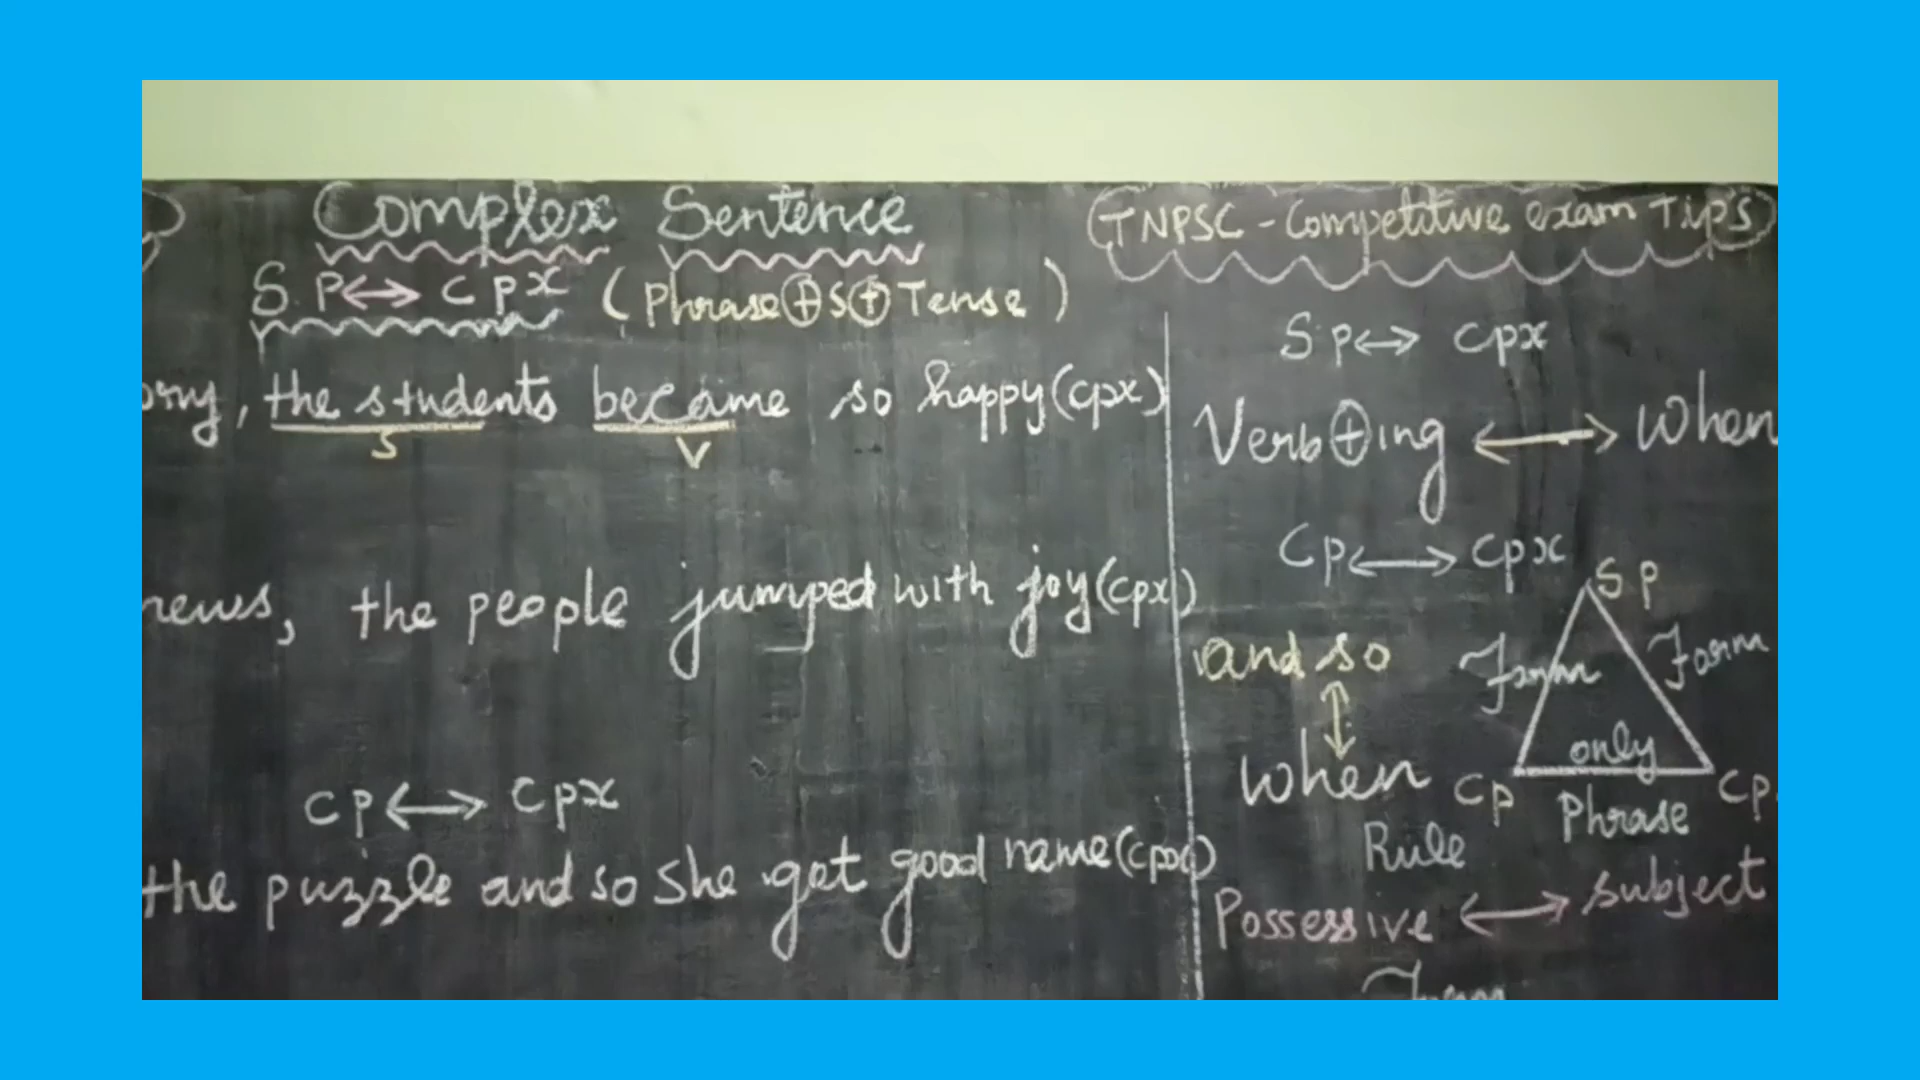 Complex Sentence
S. P ↔ cpx (Phrase ⊕ S ⊕ Tense)
, the students became so happy (cpx)
S V
news, the people jumped with joy (cpx)
cp ↔ cpx
the puzzle and so she got good name (cpx)
(TNPSC - Competitive exam Tips)
Sp ↔ cpx
Verb ⊕ ing ↔ When
Cp ↔ cpx
and so
↕
when
Sp
Form Form
only
Cp Phrase Cp
Rule
Possessive ↔ subject